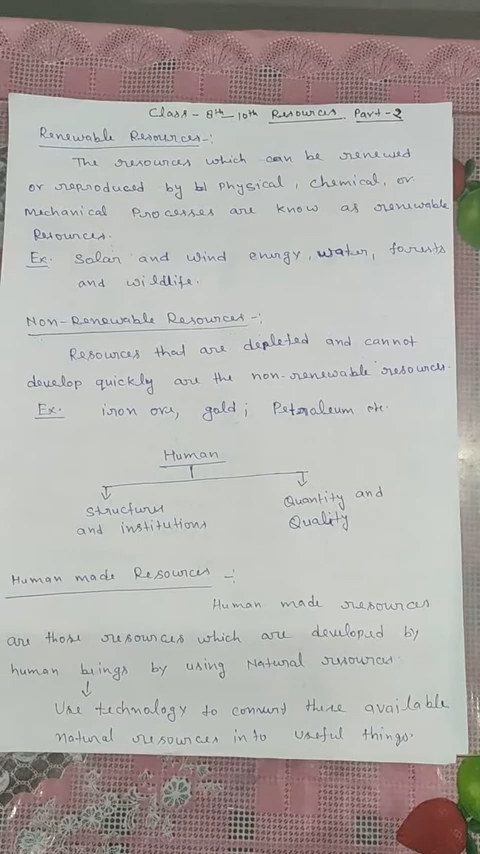 Class - 8th - 10th Resources Part-2
Renewable Resources -:
The resources which can be renewed
or reproduced by Physical, chemical, or
Mechanical Processes are know as renewable
Resources.
Ex. Solar and wind energy, water, forests
and wildlife.
Non-Renewable Resources -:
Resources that are depleted and cannot
develop quickly are the non-renewable resources.
Ex. iron ore, gold; Petroleum etc.
Human
Structures
and institutions
Quantity and
Quality
Human made Resources -:
Human made resources
are those resources which are developed by
human beings by using Natural resources.
Use technology to convert these available
natural resources in to useful things.